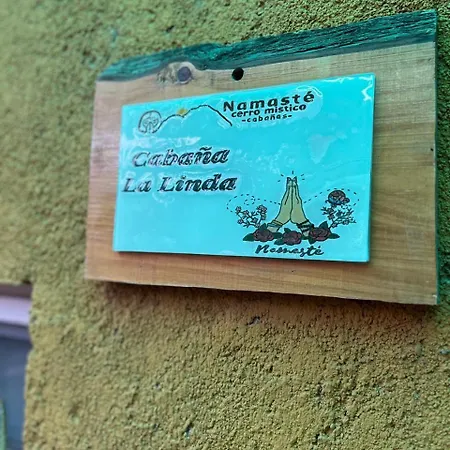 Namasté
cerro místico
-cabañas-
Cabaña
La Linda
Namasté